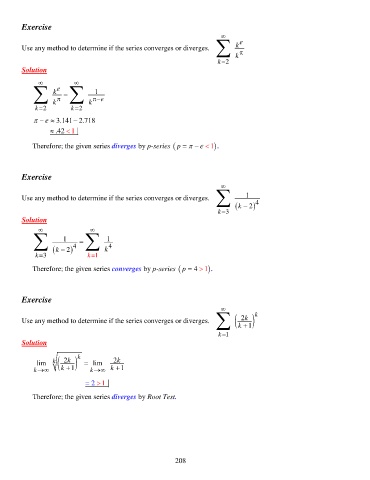 Exercise
Use any method to determine if the series converges or diverges. $\sum_{k=2}^{\infty} \frac{k^e}{k^\pi}$
Solution
$\sum_{k=2}^{\infty} \frac{k^e}{k^\pi} = \sum_{k=2}^{\infty} \frac{1}{k^{\pi-e}}$
π − e ≈ 3.141 − 2.718
≈ .42 < 1
Therefore; the given series diverges by p-series ( p = π − e < 1 ).
Exercise
Use any method to determine if the series converges or diverges. $\sum_{k=3}^{\infty} \frac{1}{(k-2)^4}$
Solution
$\sum_{k=3}^{\infty} \frac{1}{(k-2)^4} = \sum_{k=1}^{\infty} \frac{1}{k^4}$
Therefore; the given series converges by p-series ( p = 4 > 1 ).
Exercise
Use any method to determine if the series converges or diverges. $\sum_{k=1}^{\infty} \left(\frac{2k}{k+1}\right)^k$
Solution
$\lim_{k\to\infty} \sqrt[k]{\left(\frac{2k}{k+1}\right)^k} = \lim_{k\to\infty} \frac{2k}{k+1}$
= 2 > 1
Therefore; the given series diverges by Root Test.
208